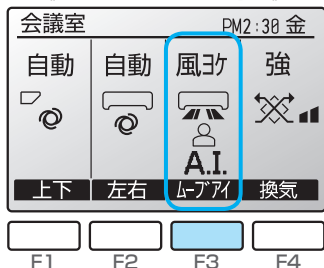 会議室 PM2:30 金
自動 自動 風ヨケ 強
A.I.
上下 左右 ムーブアイ 換気
F1 F2 F3 F4